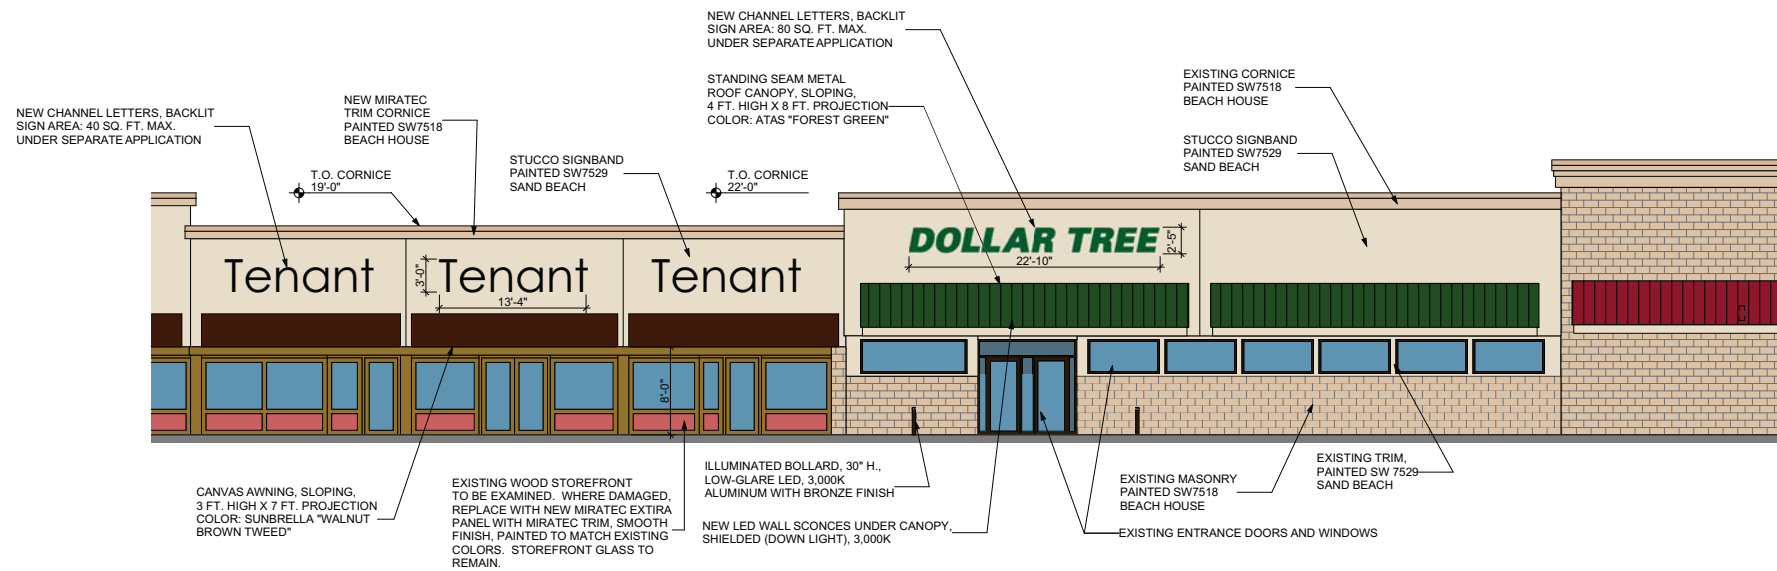 NEW CHANNEL LETTERS, BACKLIT
SIGN AREA: 80 SQ. FT. MAX.
UNDER SEPARATE APPLICATION
STANDING SEAM METAL
ROOF CANOPY, SLOPING,
4 FT. HIGH X 8 FT. PROJECTION
COLOR: ATAS "FOREST GREEN"
EXISTING CORNICE
PAINTED SW7518
BEACH HOUSE
NEW CHANNEL LETTERS, BACKLIT
SIGN AREA: 40 SQ. FT. MAX.
UNDER SEPARATE APPLICATION
NEW MIRATEC
TRIM CORNICE
PAINTED SW7518
BEACH HOUSE
STUCCO SIGNBAND
PAINTED SW7529
SAND BEACH
STUCCO SIGNBAND
PAINTED SW7529
SAND BEACH
T.O. CORNICE
19'-0"
T.O. CORNICE
22'-0"
DOLLAR TREE
2'-5"
22'-10"
Tenant
Tenant
Tenant
3'-0"
13'-4"
8'-0"
CANVAS AWNING, SLOPING,
3 FT. HIGH X 7 FT. PROJECTION
COLOR: SUNBRELLA "WALNUT
BROWN TWEED"
EXISTING WOOD STOREFRONT
TO BE EXAMINED. WHERE DAMAGED,
REPLACE WITH NEW MIRATEC EXTIRA
PANEL WITH MIRATEC TRIM, SMOOTH
FINISH, PAINTED TO MATCH EXISTING
COLORS. STOREFRONT GLASS TO
REMAIN.
ILLUMINATED BOLLARD, 30" H.,
LOW-GLARE LED, 3,000K
ALUMINUM WITH BRONZE FINISH
NEW LED WALL SCONCES UNDER CANOPY,
SHIELDED (DOWN LIGHT), 3,000K
EXISTING MASONRY
PAINTED SW7518
BEACH HOUSE
EXISTING TRIM,
PAINTED SW 7529
SAND BEACH
EXISTING ENTRANCE DOORS AND WINDOWS